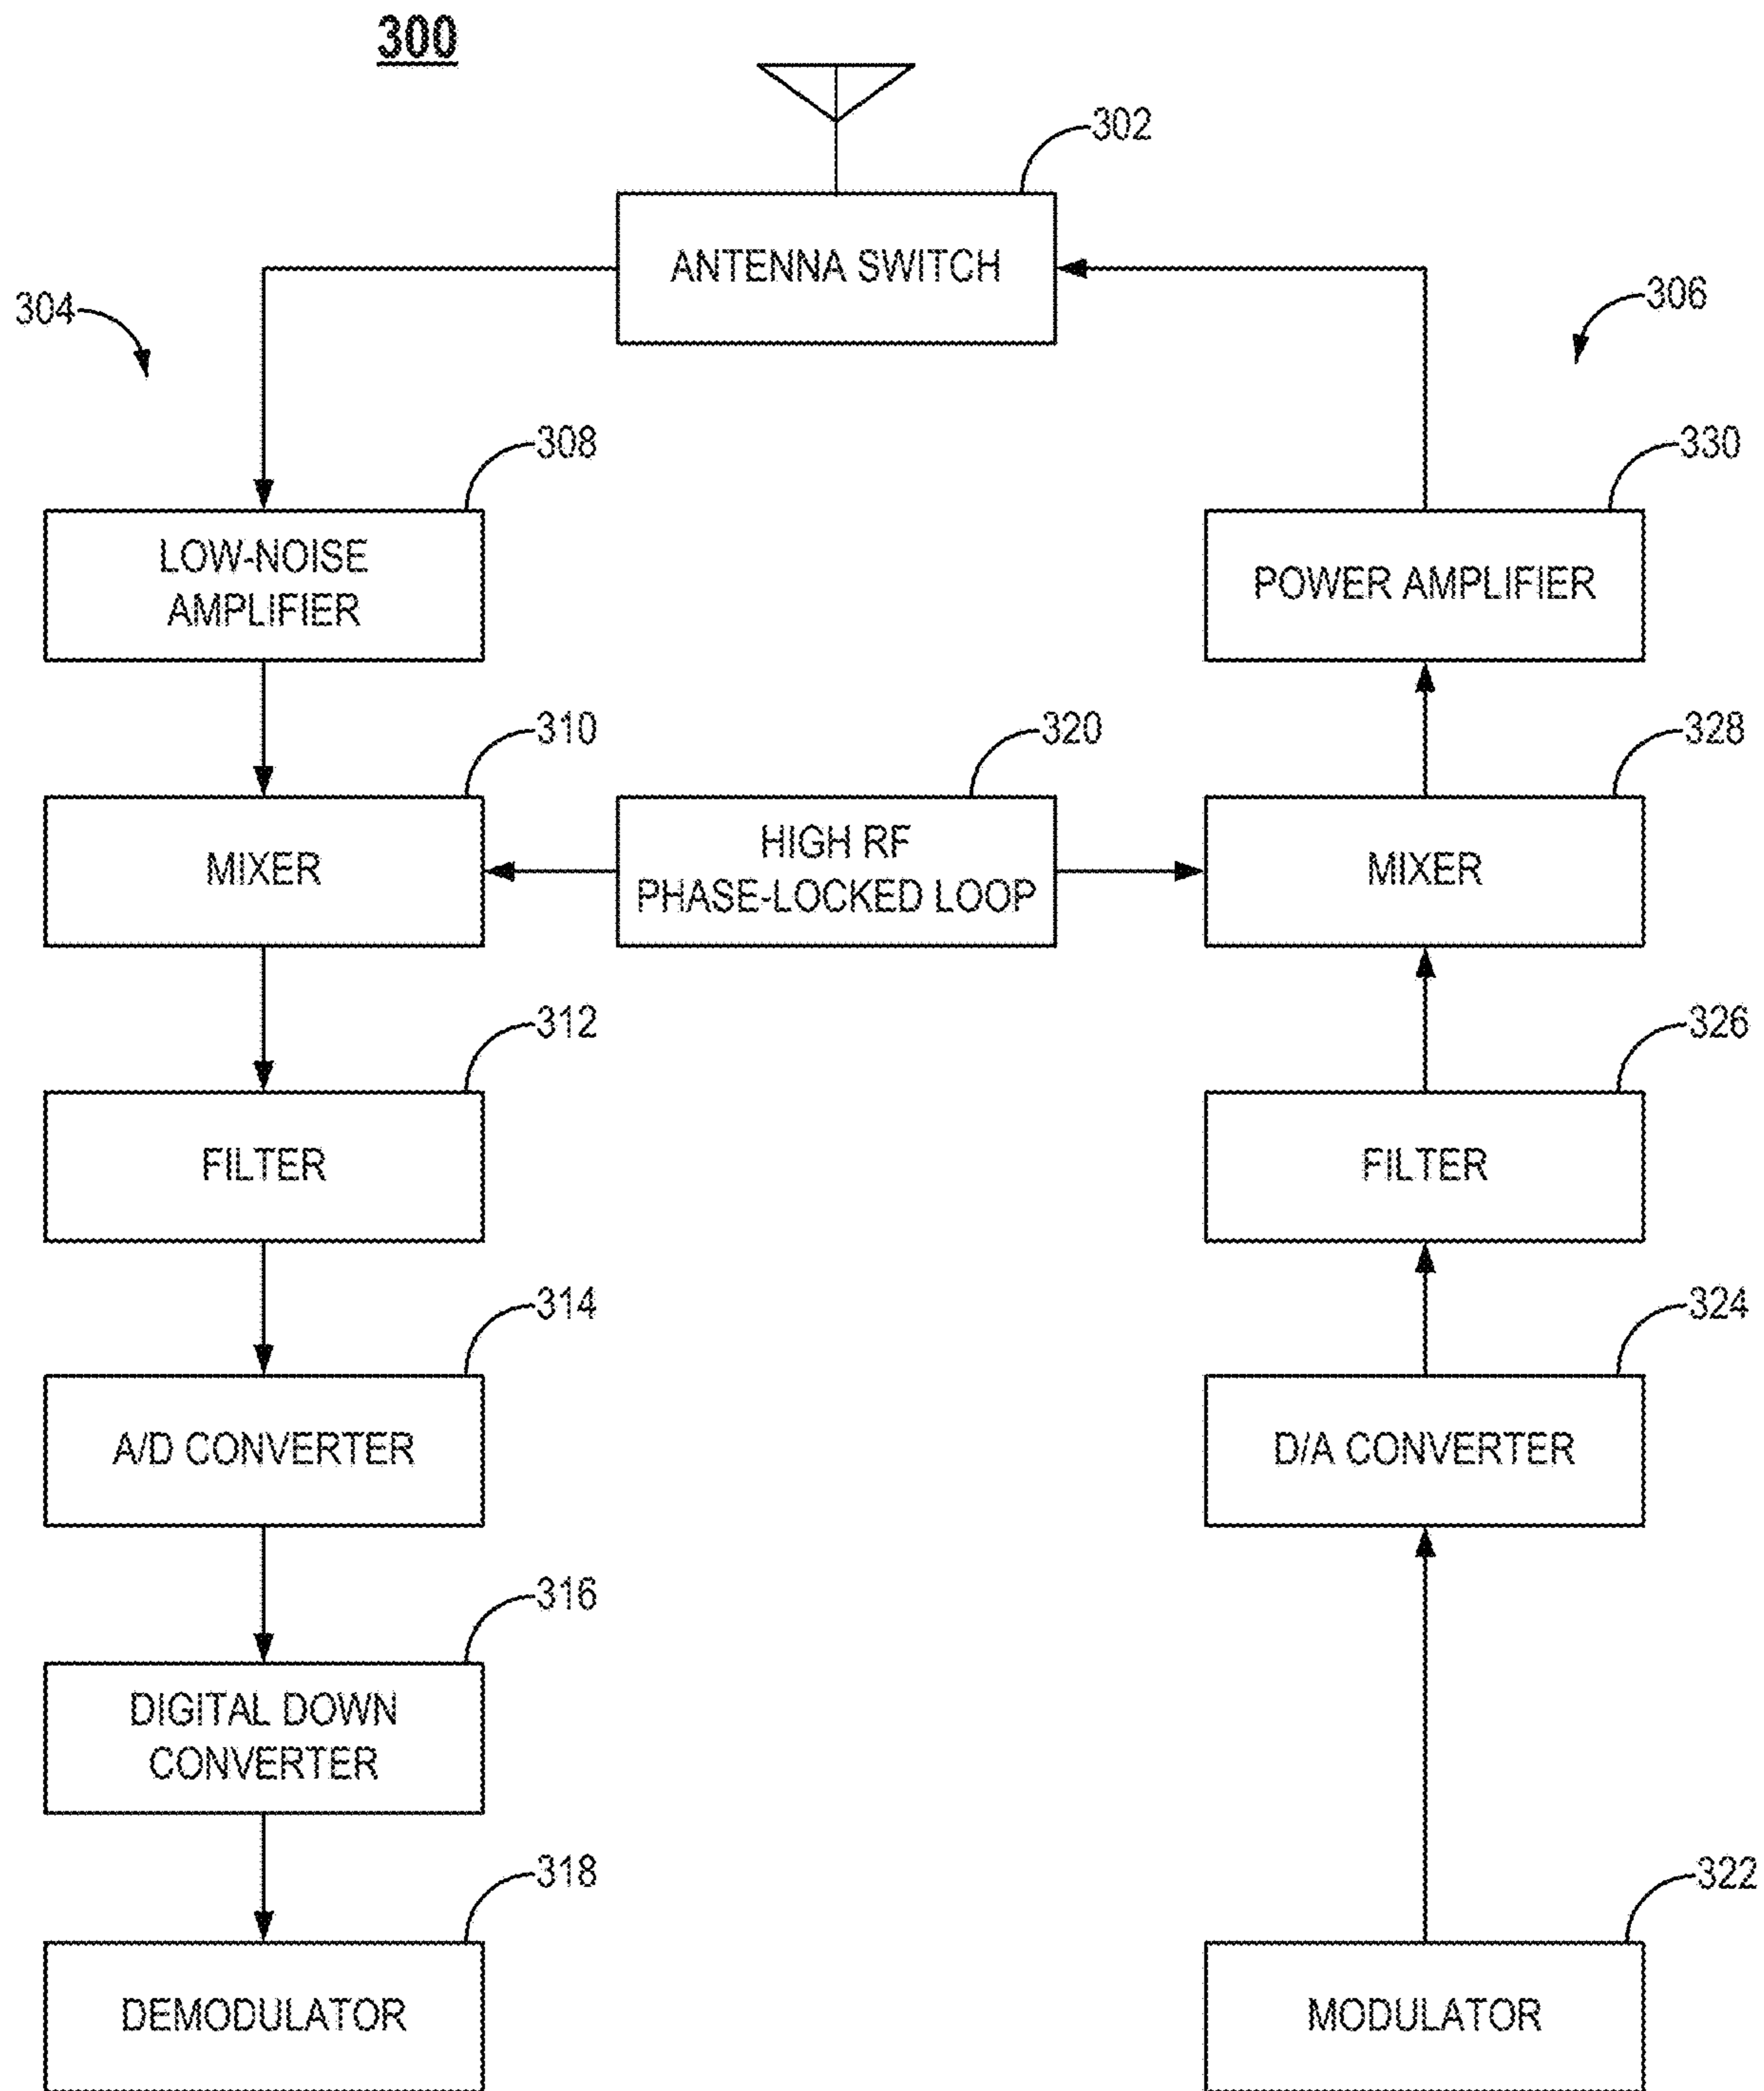 300
302
ANTENNA SWITCH
304
306
308
330
LOW-NOISE
AMPLIFIER
POWER AMPLIFIER
310
320
328
MIXER
HIGH RF
PHASE-LOCKED LOOP
MIXER
312
326
FILTER
FILTER
314
324
A/D CONVERTER
D/A CONVERTER
316
DIGITAL DOWN
CONVERTER
318
322
DEMODULATOR
MODULATOR